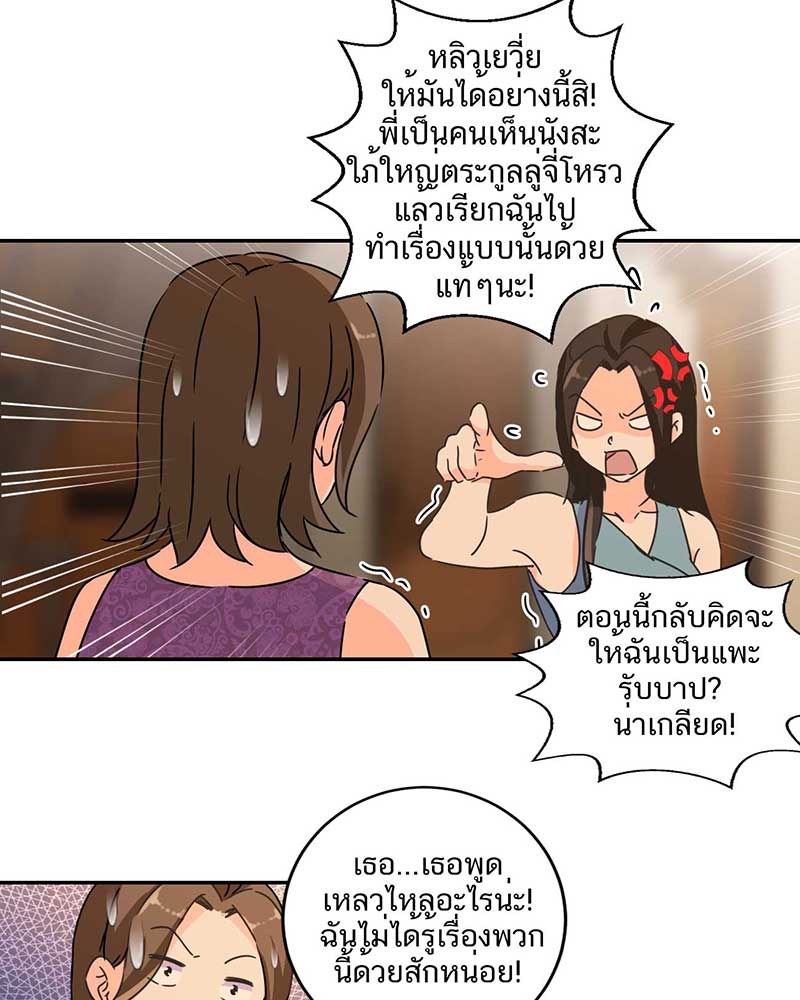 หลิวเยวี่ย
ให้มันได้อย่างนี้สิ!
พี่เป็นคนเห็นนังสะ
ใภ้ใหญ่ตระกูลลู่จี่โหรว
แล้วเรียกฉันไป
ทำเรื่องแบบนั้นด้วย
แท้ๆนะ!
ตอนนี้กลับคิดจะ
ให้ฉันเป็นแพะ
รับบาป?
น่าเกลียด!
เธอ...เธอพูด
เหลวไหลอะไรน่ะ!
ฉันไม่ได้รู้เรื่องพวก
นี้ด้วยสักหน่อย!